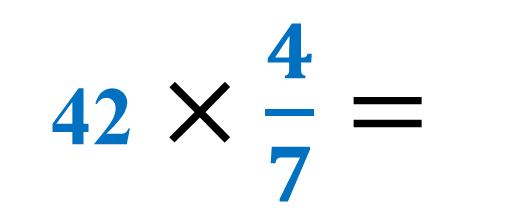 42 × 4/7 =